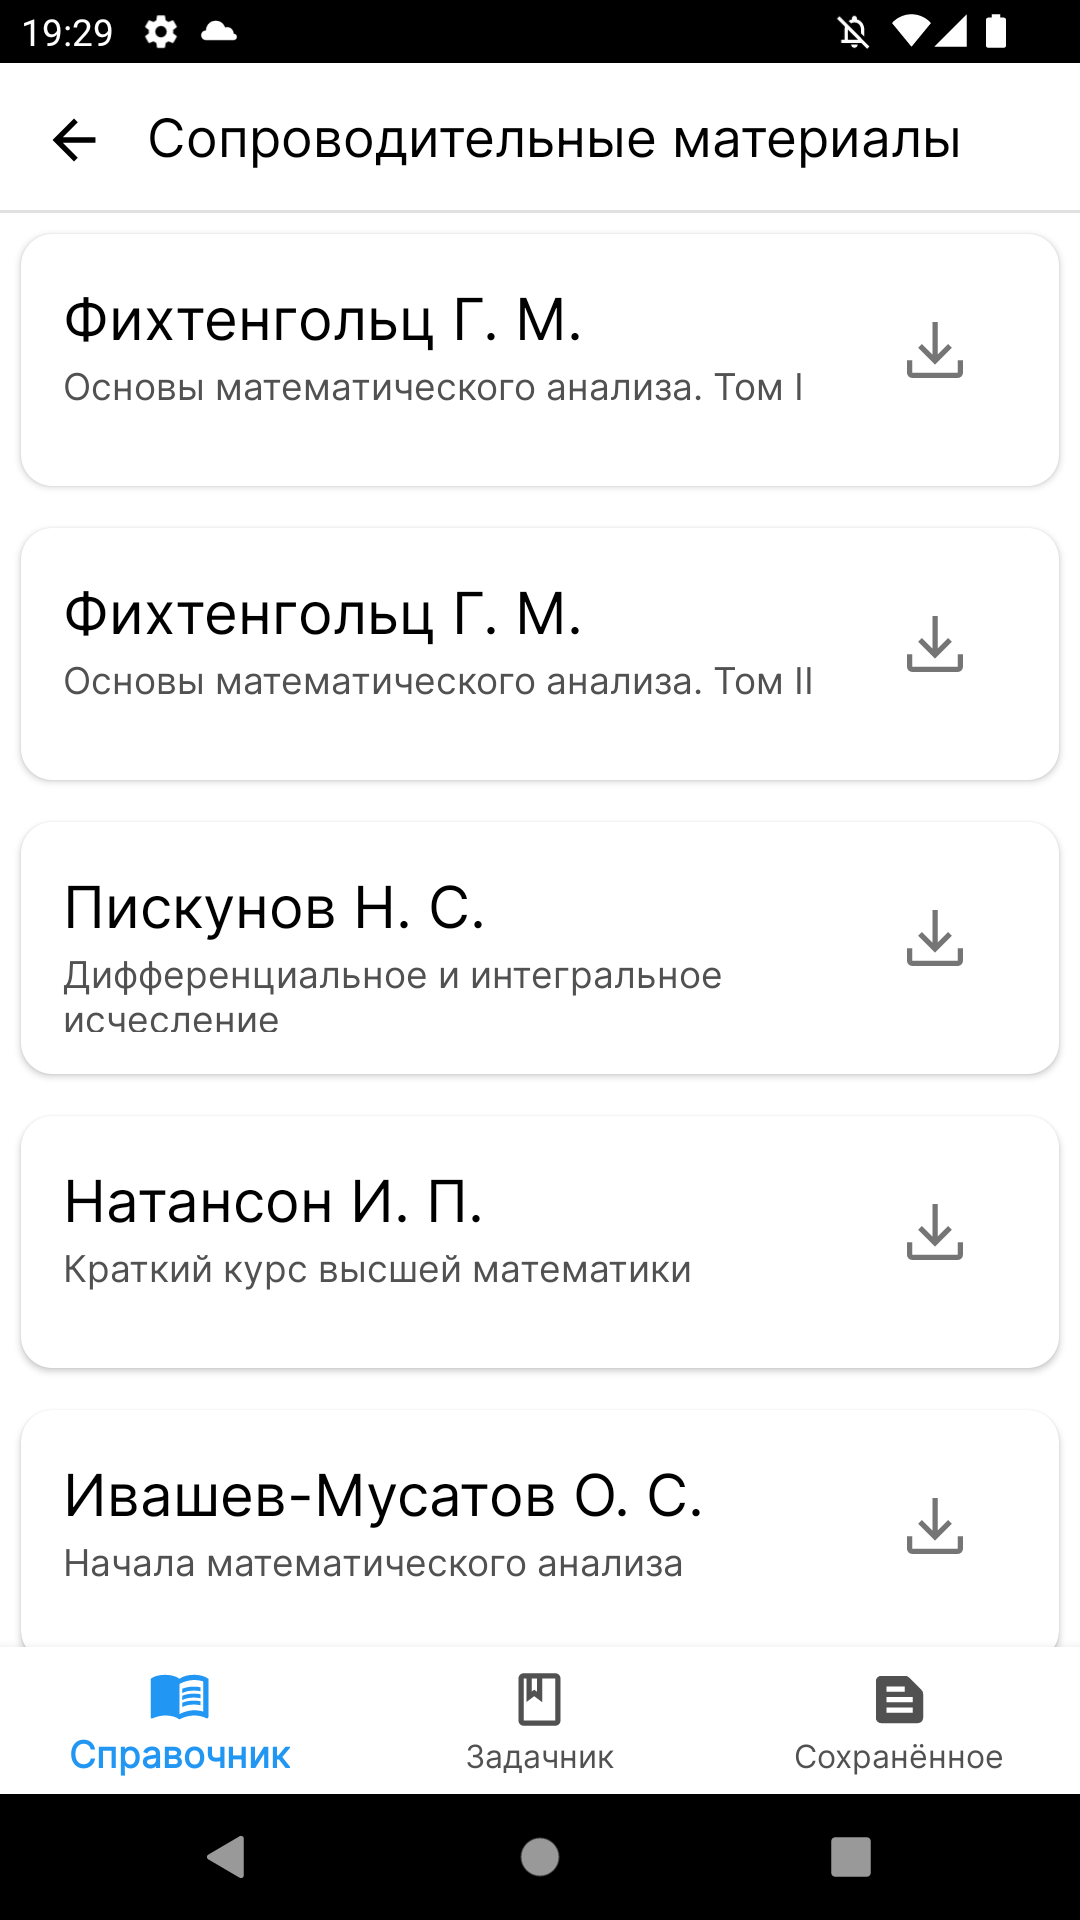 19:29
Сопроводительные материалы
Фихтенгольц Г. М.
Основы математического анализа. Том I
Фихтенгольц Г. М.
Основы математического анализа. Том II
Пискунов Н. С.
Дифференциальное и интегральное
исчесление
Натансон И. П.
Краткий курс высшей математики
Ивашев-Мусатов О. С.
Начала математического анализа
Справочник
Задачник
Сохранённое